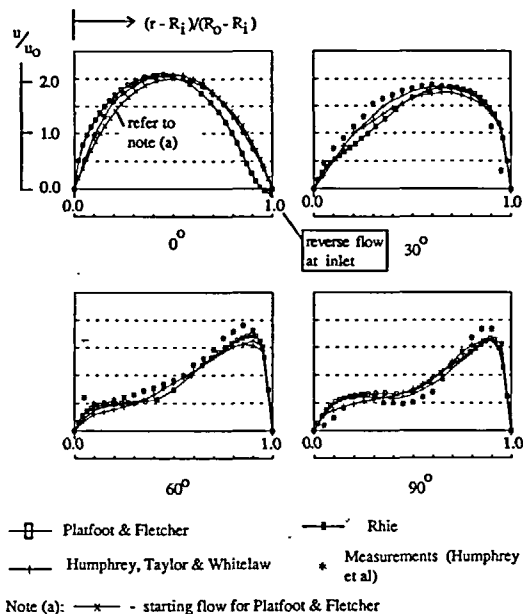 (r - Ri)/(Ro - Ri)
u/uo
2.0
1.0
0.0
refer to
note (a)
0.0 1.0 0.0 1.0
0° 30°
reverse flow
at inlet
0.0 1.0 0.0 1.0
60° 90°
Platfoot & Fletcher
Rhie
Humphrey, Taylor & Whitelaw
Measurements (Humphrey
et al)
Note (a): - starting flow for Platfoot & Fletcher